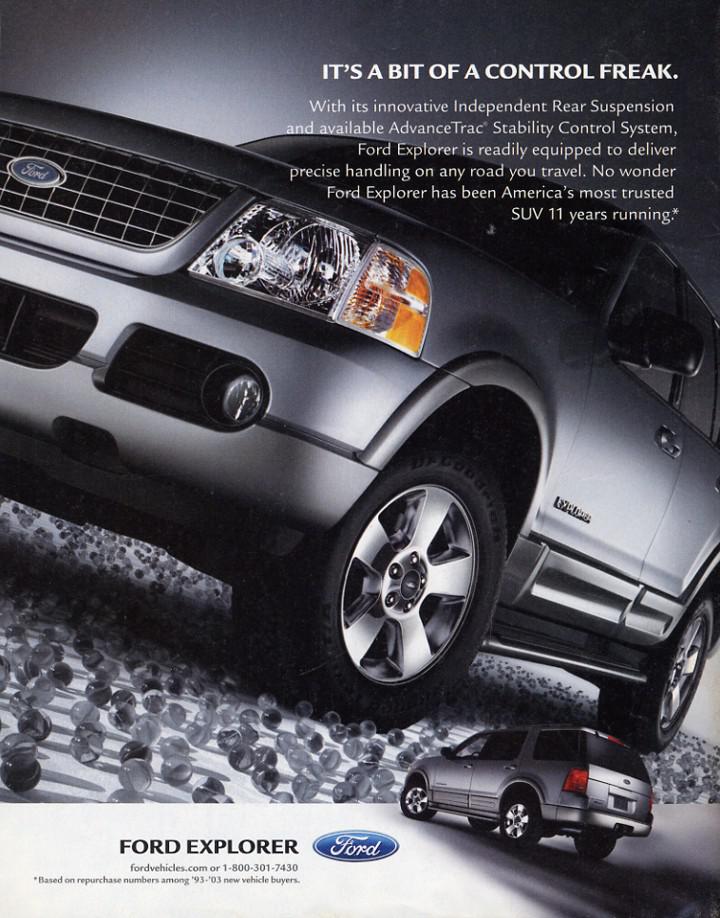 IT'S A BIT OF A CONTROL FREAK.
With its innovative Independent Rear Suspension
and available AdvanceTrac® Stability Control System,
Ford Explorer is readily equipped to deliver
precise handling on any road you travel. No wonder
Ford Explorer has been America's most trusted
SUV 11 years running.*
Ford
EXPLORER
FORD EXPLORER
Ford
fordvehicles.com or 1-800-301-7430
*Based on repurchase numbers among '93-'03 new vehicle buyers.